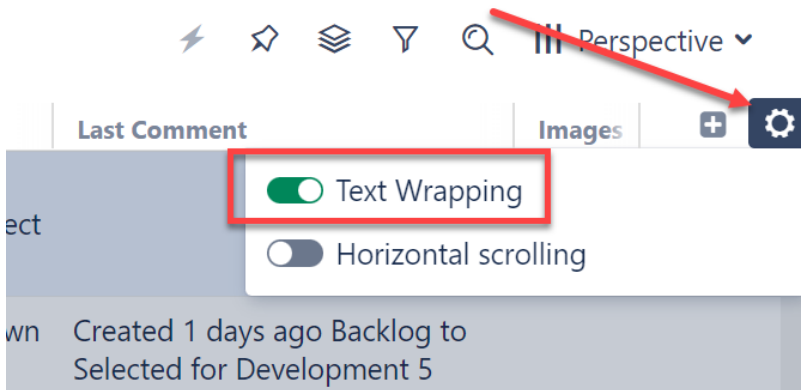 Perspective
Last Comment
Images
Text Wrapping
ect
Horizontal scrolling
wn
Created 1 days ago Backlog to
Selected for Development 5